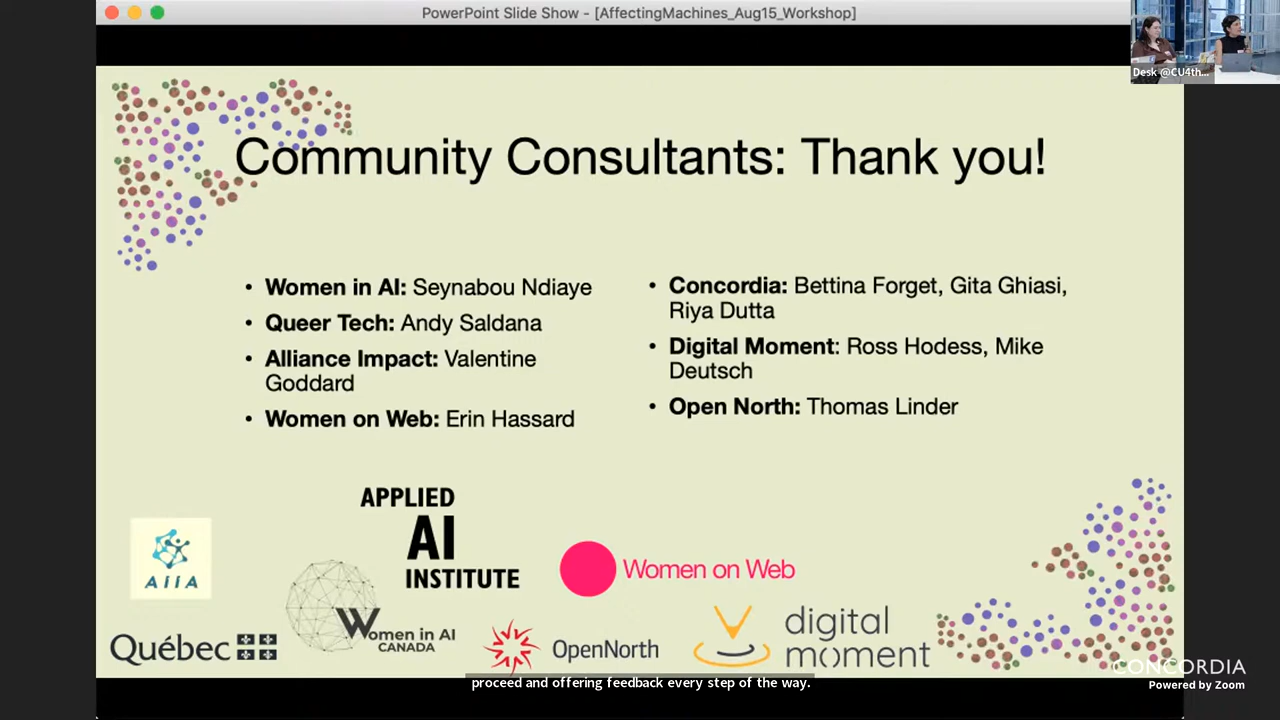 PowerPoint Slide Show - [AffectingMachines_Aug15_Workshop]
Desk @CU4th...
Community Consultants: Thank you!
• Women in AI: Seynabou Ndiaye
• Queer Tech: Andy Saldana
• Alliance Impact: Valentine
Goddard
• Women on Web: Erin Hassard
• Concordia: Bettina Forget, Gita Ghiasi,
Riya Dutta
• Digital Moment: Ross Hodess, Mike
Deutsch
• Open North: Thomas Linder
AiiA
APPLIED
AI
INSTITUTE
Women on Web
Québec
Women in AI
CANADA
OpenNorth
digital
moment
CONCORDIA
Powered by Zoom
proceed and offering feedback every step of the way.